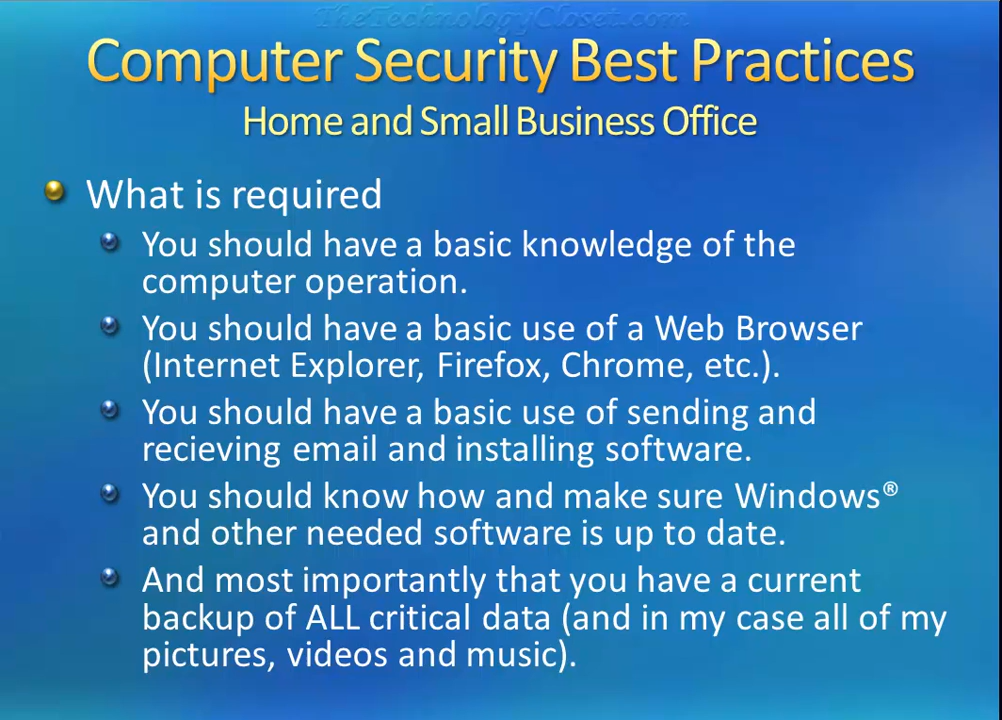 TheTechnologyCloset.com
Computer Security Best Practices
Home and Small Business Office
What is required
You should have a basic knowledge of the
computer operation.
You should have a basic use of a Web Browser
(Internet Explorer, Firefox, Chrome, etc.).
You should have a basic use of sending and
recieving email and installing software.
You should know how and make sure Windows®
and other needed software is up to date.
And most importantly that you have a current
backup of ALL critical data (and in my case all of my
pictures, videos and music).